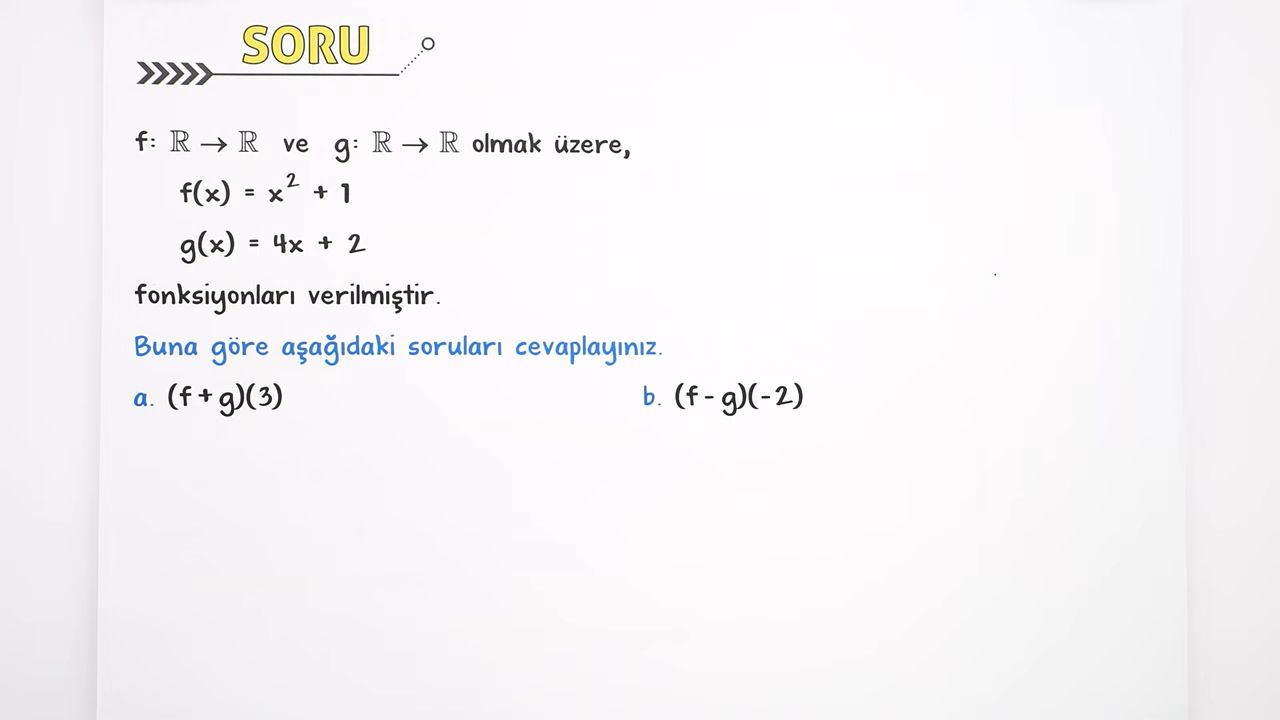 SORU
f: ℝ → ℝ ve g: ℝ → ℝ olmak üzere,
f(x) = x² + 1
g(x) = 4x + 2
fonksiyonları verilmiştir.
Buna göre aşağıdaki soruları cevaplayınız.
a. (f + g)(3) b. (f - g)(-2)